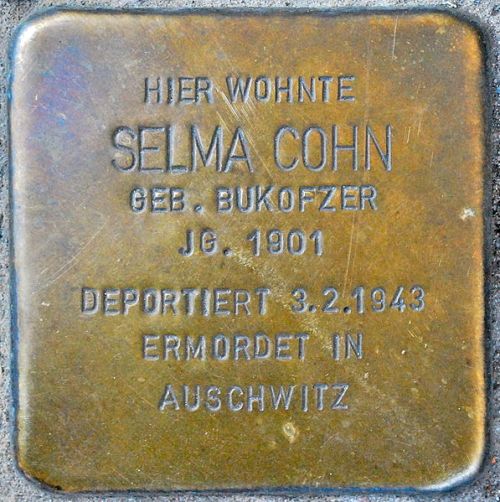 HIER WOHNTE
SELMA COHN
GEB. BUKOFZER
JG. 1901
DEPORTIERT 3.2.1943
ERMORDET IN
AUSCHWITZ